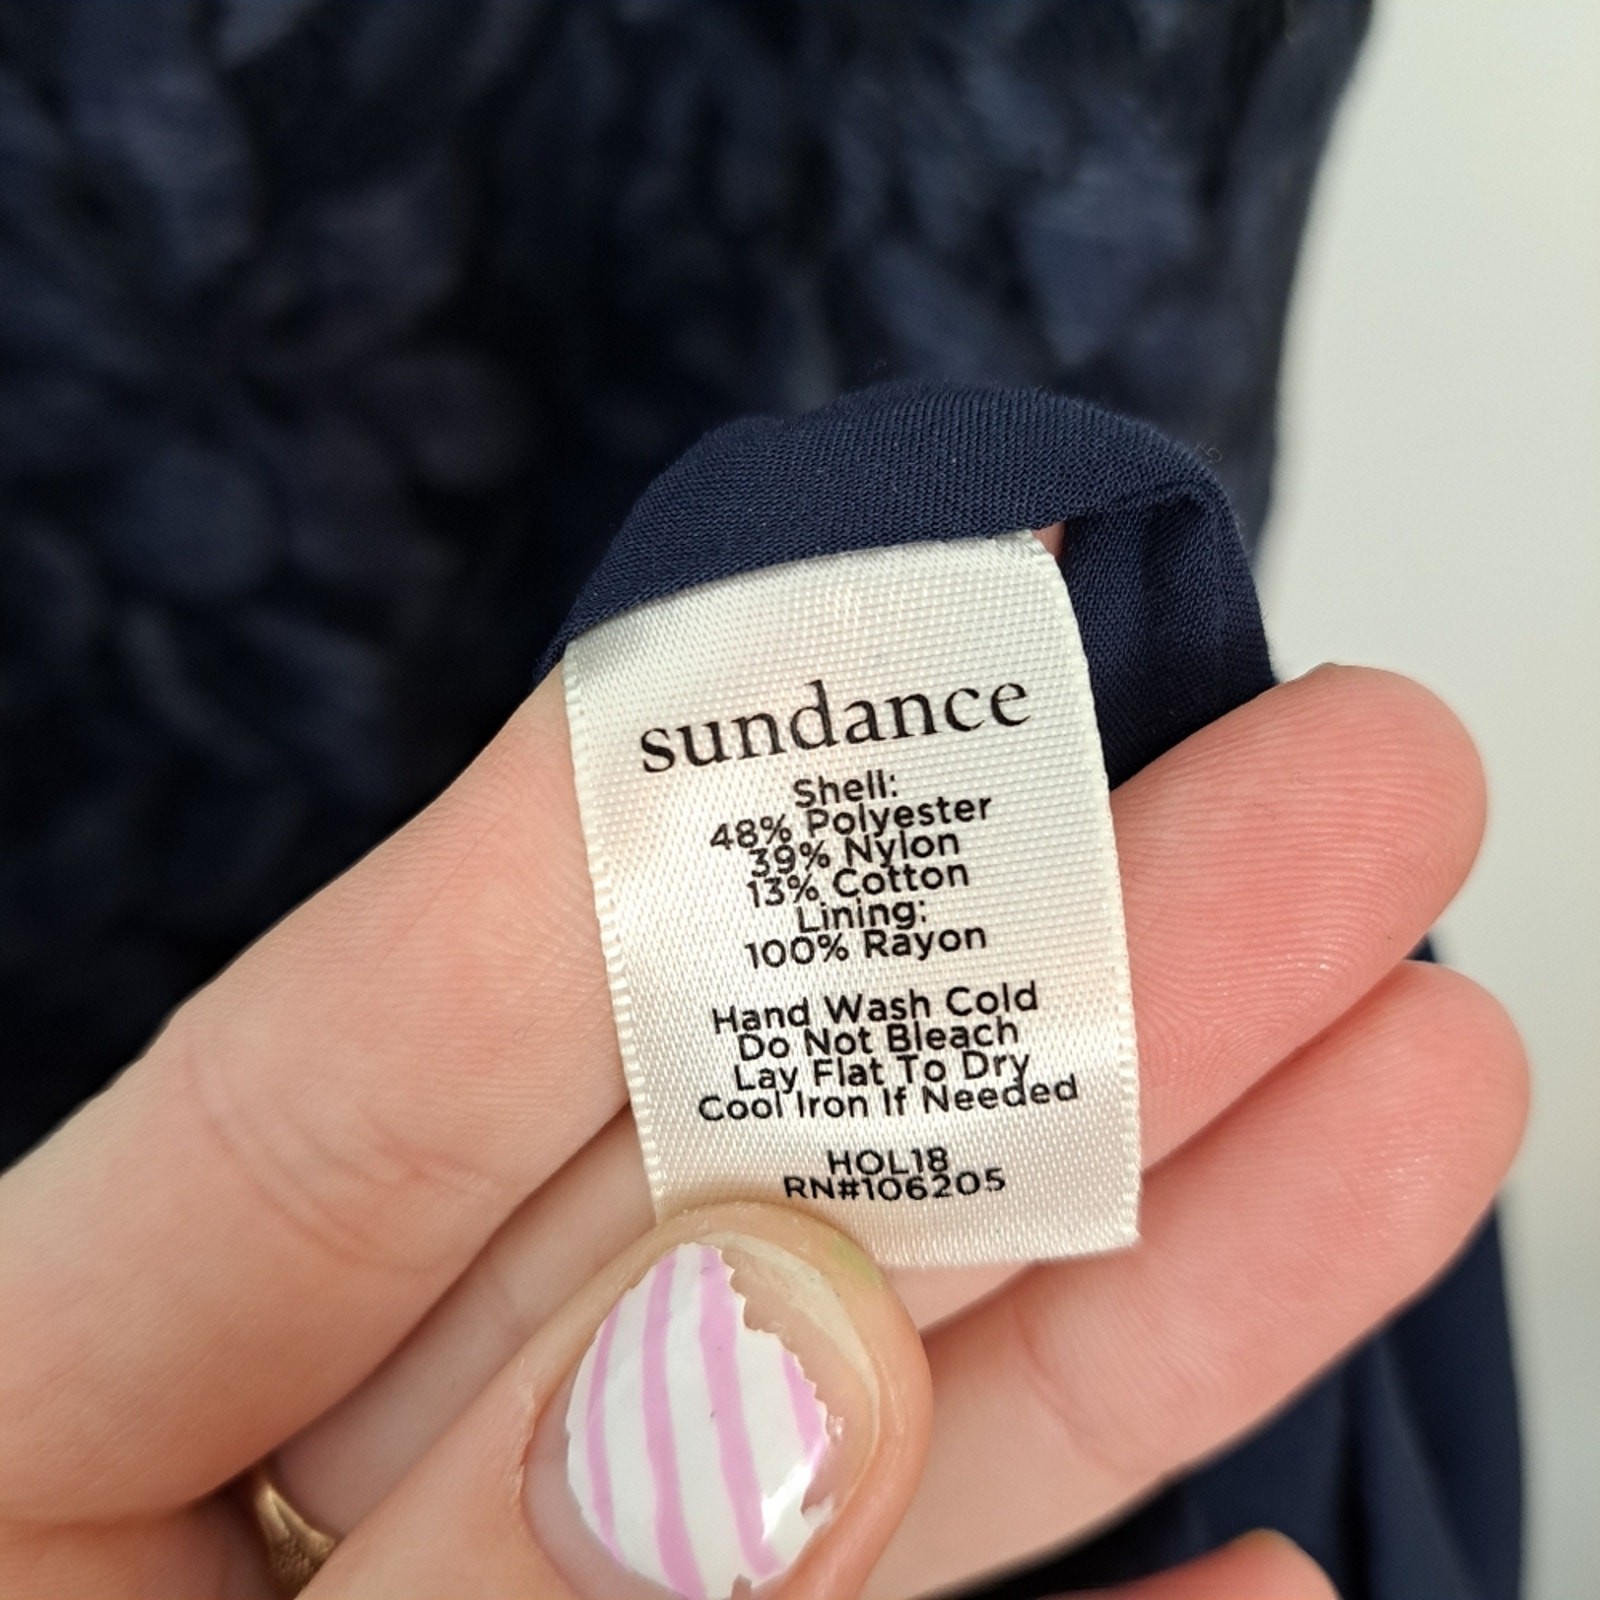 sundance
Shell:
48% Polyester
39% Nylon
13% Cotton
Lining:
100% Rayon
Hand Wash Cold
Do Not Bleach
Lay Flat To Dry
Cool Iron If Needed
HOL18
RN#106205